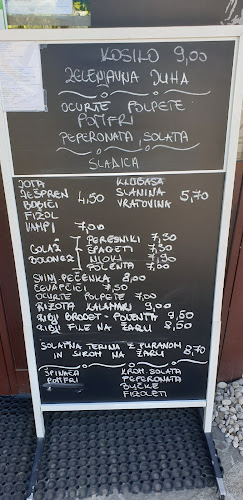 KOSILO 9,00
ZELENJAVNA JUHA
OCVRTE POLPETE
POMFRI
PEPERONATA, SOLATA
SLADICA
JOTA KLOBASA
JEŠPREN 4,50 SLANINA 5,70
BOBIČI VRATOVINA
FIŽOL
VAMPI 7,00
GOLAŽ PERESNIKI 7,30
BOLONEZ ŠPAGETI 7,30
NJOKI 7,30
POLENTA 7,00
SVINJ. PEČENKA 8,00
ČEVAPČIČI 7,50
OCVRTE POLPETE 7,00
RIŽOTA KALAMARI 9,00
RIBJI BRODET - POLENTA 9,50
RIBJI FILE NA ŽARU 8,50
SOLATNA TERINA Z PURANOM 8,70
IN SIROM NA ŽARU
ŠPINAČA KROM. SOLATA
POMFRI PEPERONATA
BUČKE
FIŽOLETI